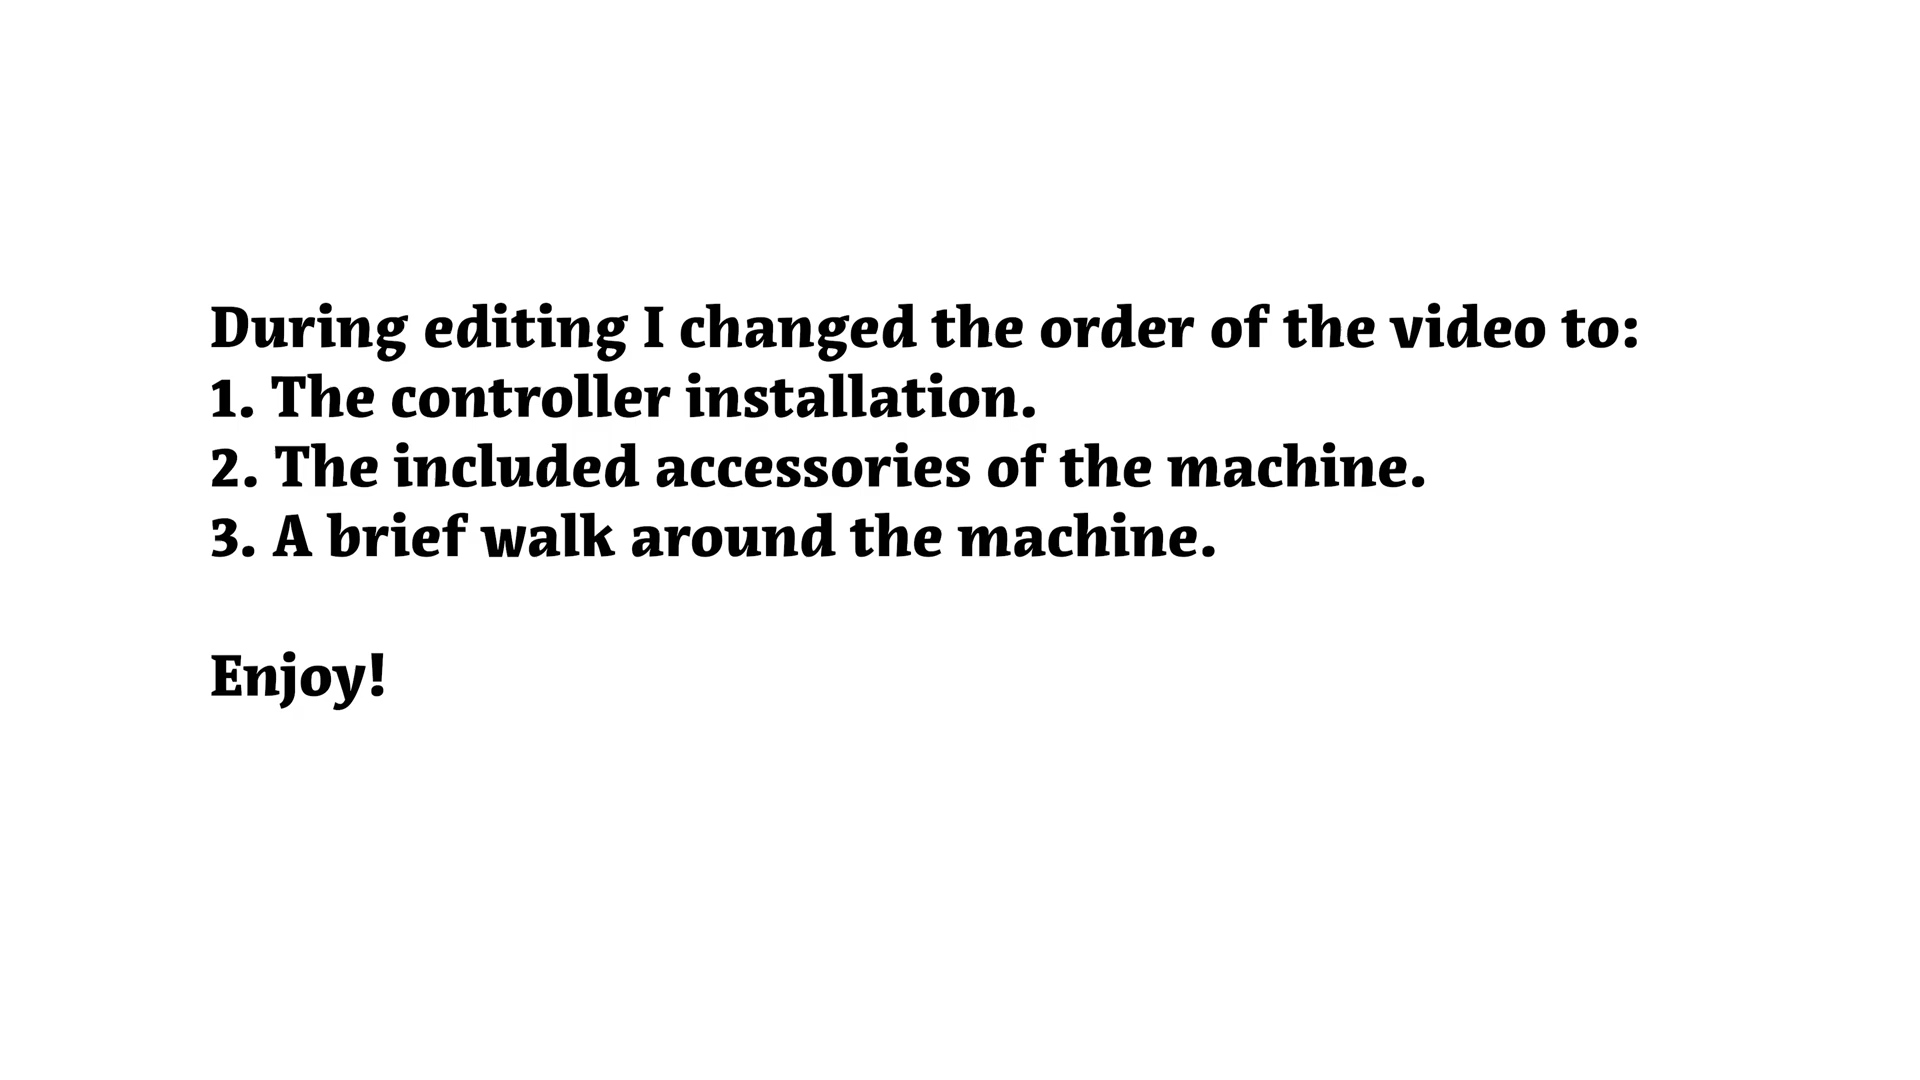 During editing I changed the order of the video to:
1. The controller installation.
2. The included accessories of the machine.
3. A brief walk around the machine.
Enjoy!